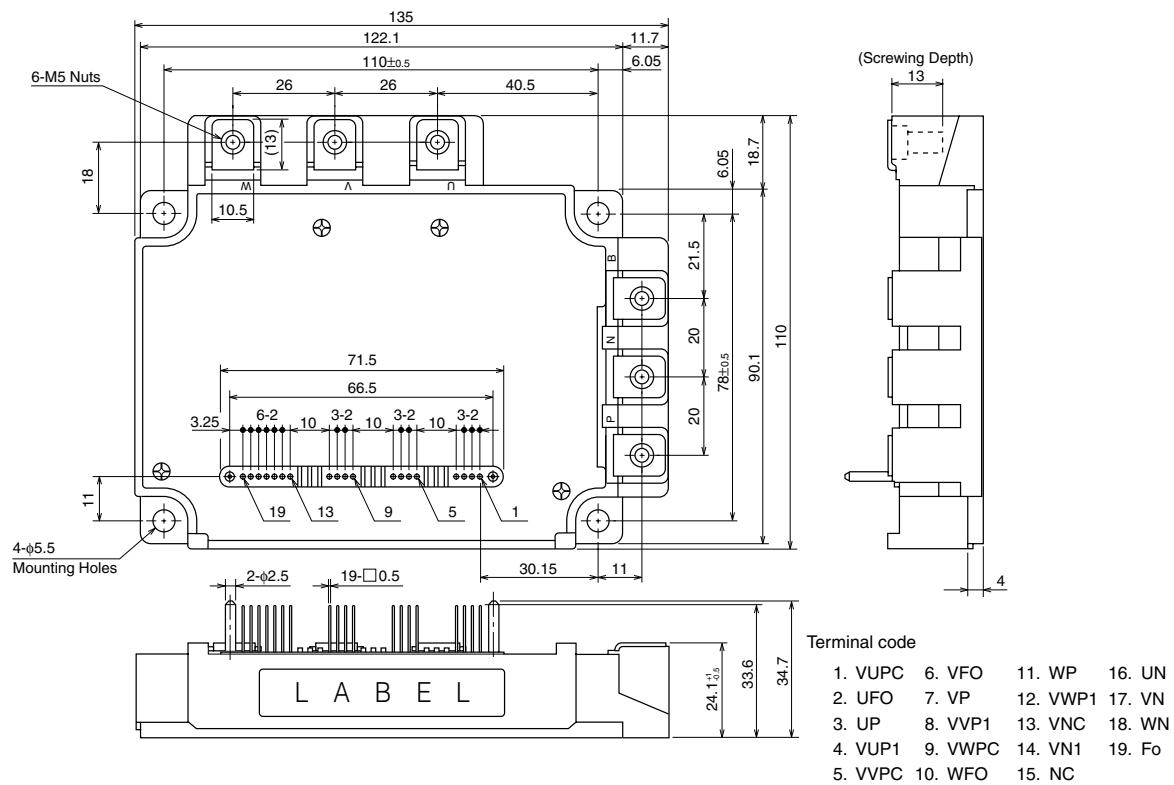 135
122.1
11.7
110±0.5
6.05
(Screwing Depth)
13
6-M5 Nuts
26
26
40.5
(13)
18
10.5
W
V
U
6.05
18.7
B
21.5
N
20
78±0.5
90.1
110
P
20
71.5
66.5
3.25
6-2
10
3-2
10
3-2
10
3-2
11
19
13
9
5
1
4-ϕ5.5
Mounting Holes
30.15
11
4
2-ϕ2.5
19-□0.5
LABEL
24.1 +1 -0.5
33.6
34.7
Terminal code
1. VUPC 6. VFO 11. WP 16. UN
2. UFO 7. VP 12. VWP1 17. VN
3. UP 8. VVP1 13. VNC 18. WN
4. VUP1 9. VWPC 14. VN1 19. Fo
5. VVPC 10. WFO 15. NC